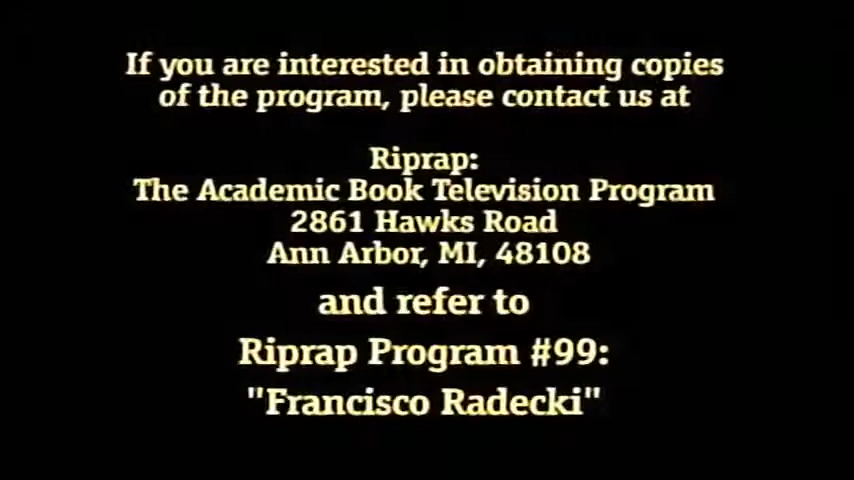 If you are interested in obtaining copies
of the program, please contact us at
Riprap:
The Academic Book Television Program
2861 Hawks Road
Ann Arbor, MI, 48108
and refer to
Riprap Program #99:
"Francisco Radecki"